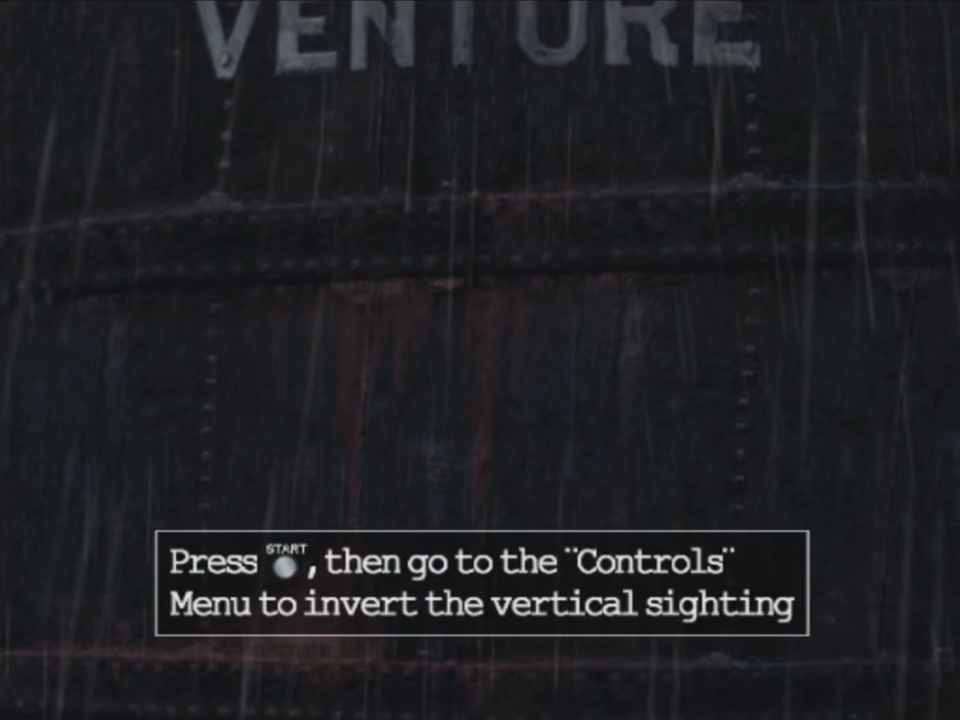 VENTURE
Press START, then go to the ¨Controls¨
Menu to invert the vertical sighting